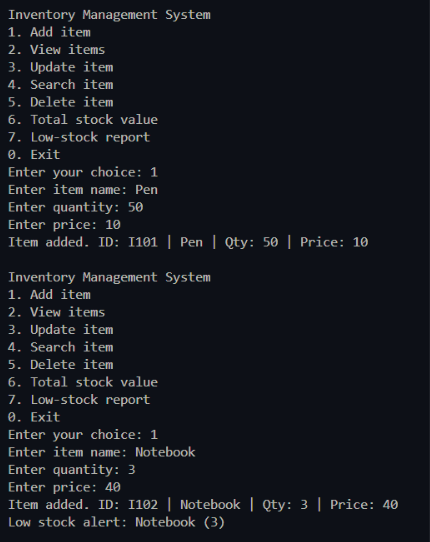 Inventory Management System
1. Add item
2. View items
3. Update item
4. Search item
5. Delete item
6. Total stock value
7. Low-stock report
0. Exit
Enter your choice: 1
Enter item name: Pen
Enter quantity: 50
Enter price: 10
Item added. ID: I101 | Pen | Qty: 50 | Price: 10
Inventory Management System
1. Add item
2. View items
3. Update item
4. Search item
5. Delete item
6. Total stock value
7. Low-stock report
0. Exit
Enter your choice: 1
Enter item name: Notebook
Enter quantity: 3
Enter price: 40
Item added. ID: I102 | Notebook | Qty: 3 | Price: 40
Low stock alert: Notebook (3)